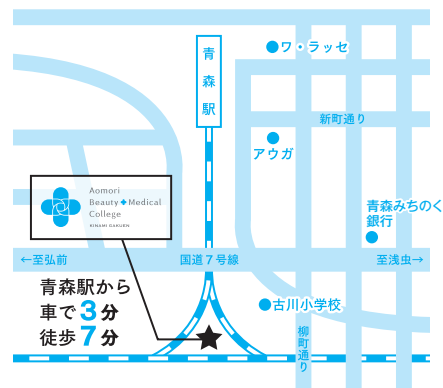 青森駅
ワ・ラッセ
新町通り
アウガ
Aomori
Beauty✦Medical
College
KIMAMI GAKUEN
青森みちのく
銀行
←至弘前
国道７号線
至浅虫→
青森駅から
車で3分
徒歩7分
古川小学校
柳町通り